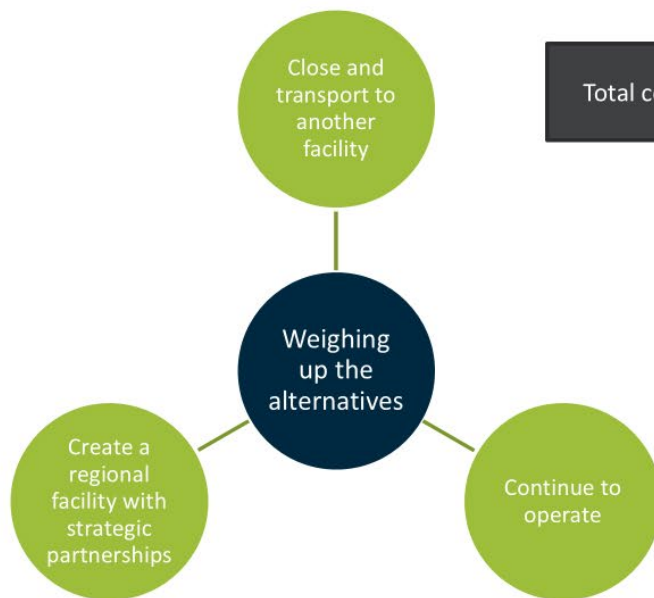 Close and
transport to
another
facility
Total
Weighing
up the
alternatives
Create a
regional
facility with
strategic
partnerships
Continue to
operate